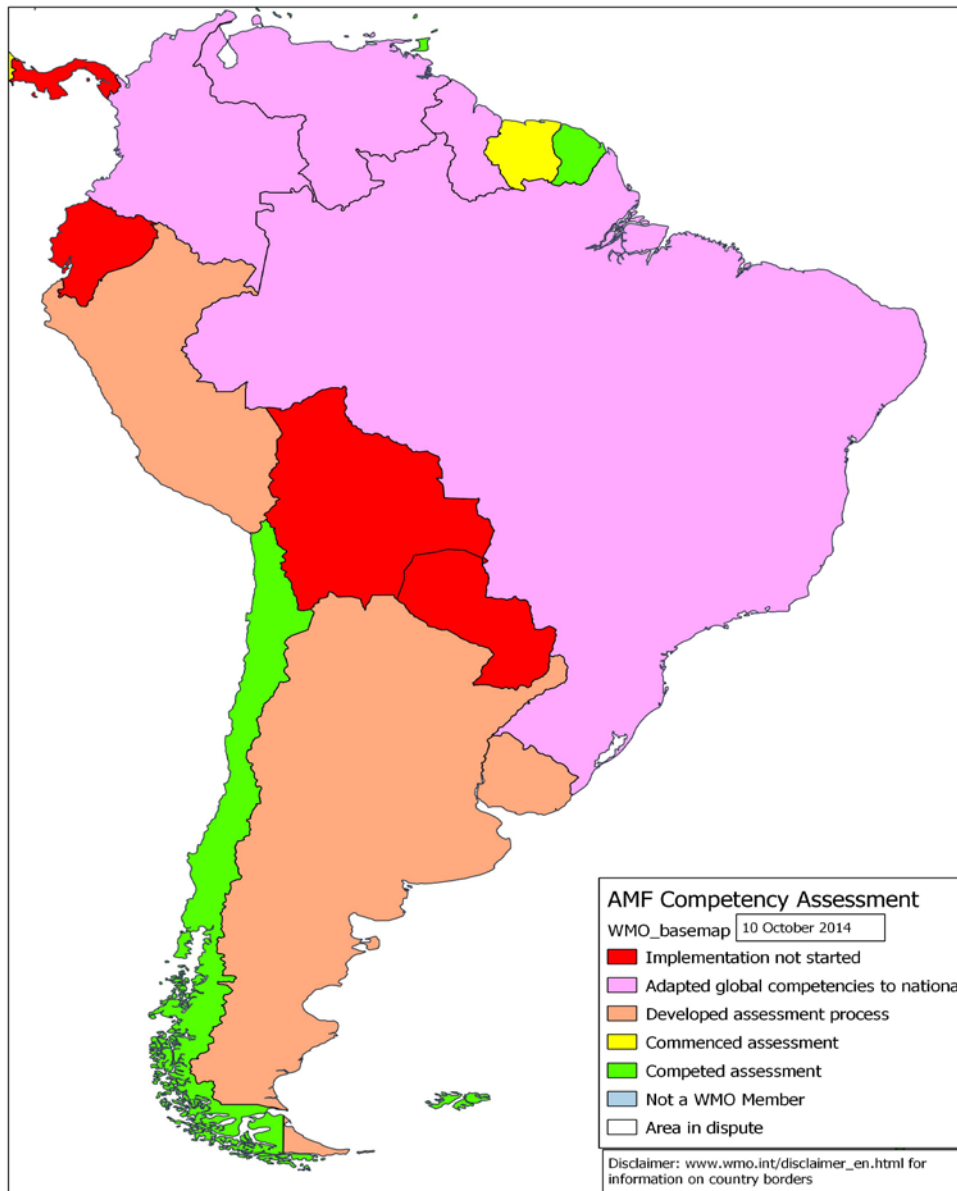 AMF Competency Assessment
WMO_basemap 10 October 2014
Implementation not started
Adapted global competencies to nationa
Developed assessment process
Commenced assessment
Competed assessment
Not a WMO Member
Area in dispute
Disclaimer: www.wmo.int/disclaimer_en.html for
information on country borders